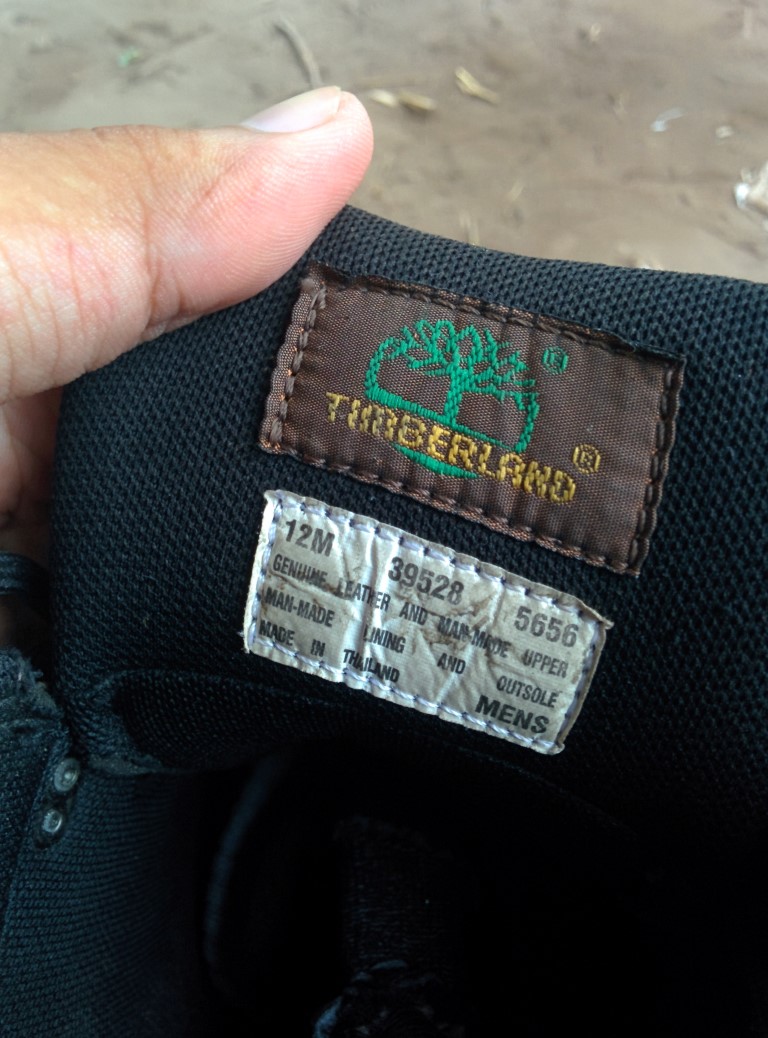 ®
TIMBERLAND ®
12M 39528 5656
GENUINE LEATHER AND MAN-MADE UPPER
MAN-MADE LINING AND OUTSOLE
MADE IN THAILAND MENS